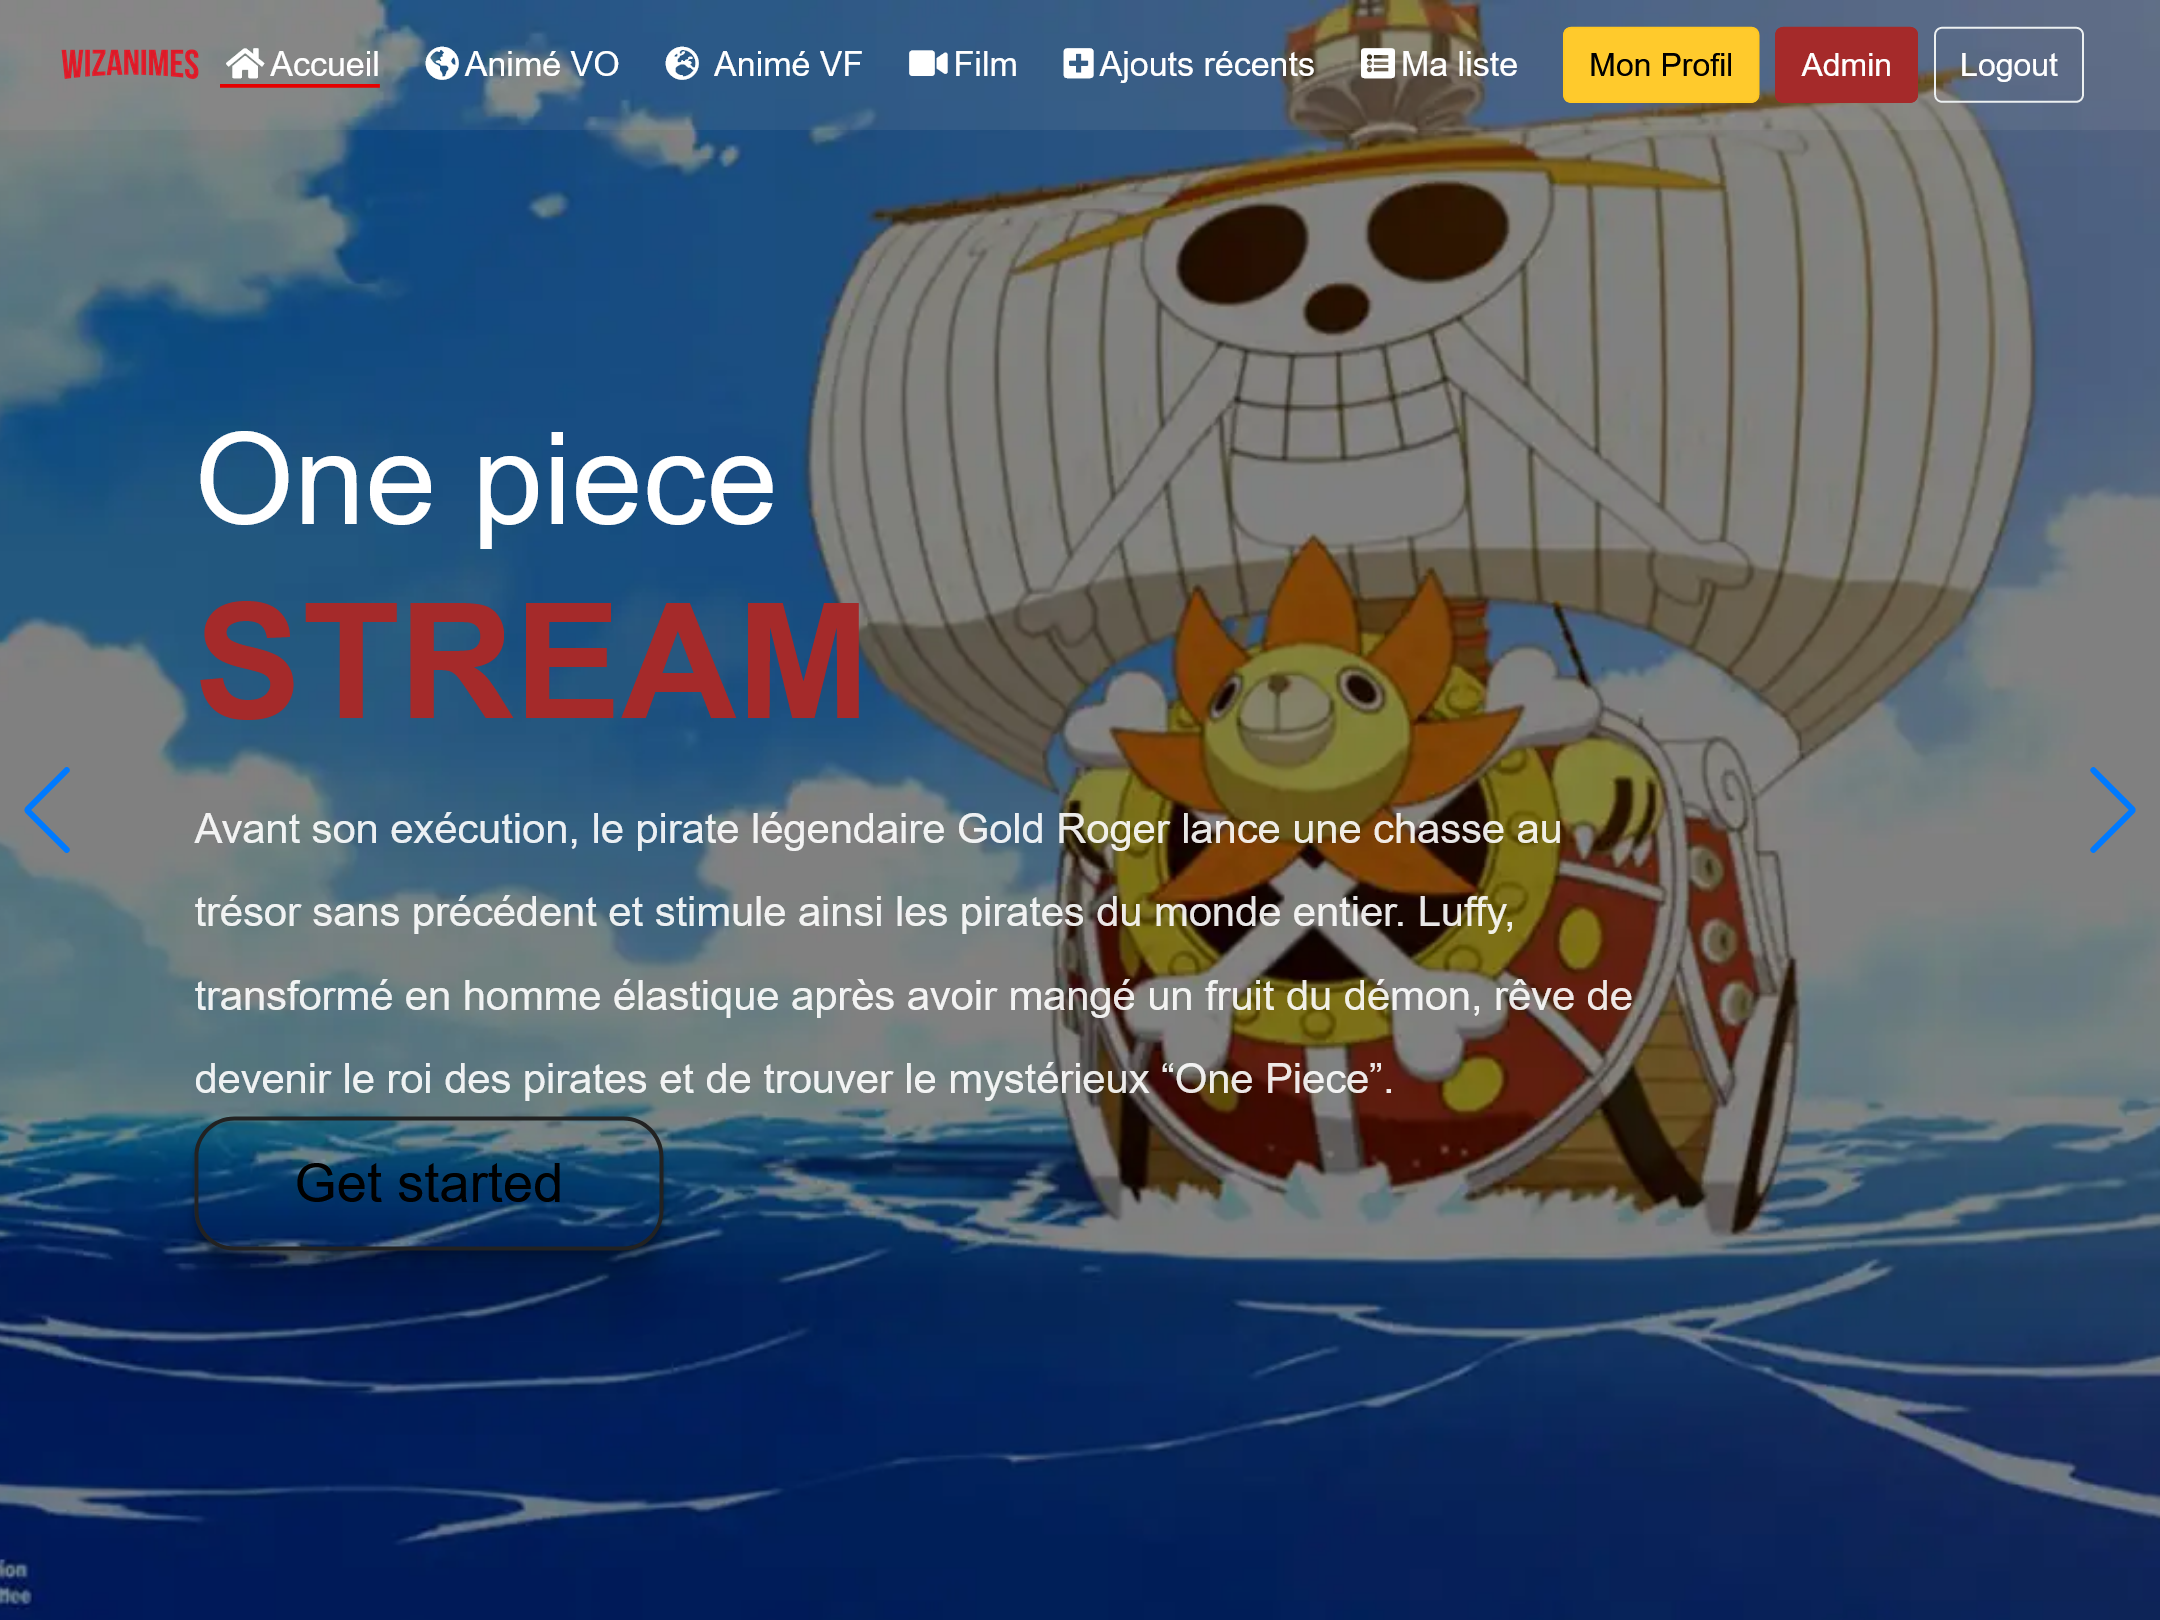 WIZANIMES Accueil Animé VO Animé VF Film Ajouts récents Ma liste Mon Profil Admin Logout
One piece
STREAM
Avant son exécution, le pirate légendaire Gold Roger lance une chasse au
trésor sans précédent et stimule ainsi les pirates du monde entier. Luffy,
transformé en homme élastique après avoir mangé un fruit du démon, rêve de
devenir le roi des pirates et de trouver le mystérieux “One Piece”.
Get started